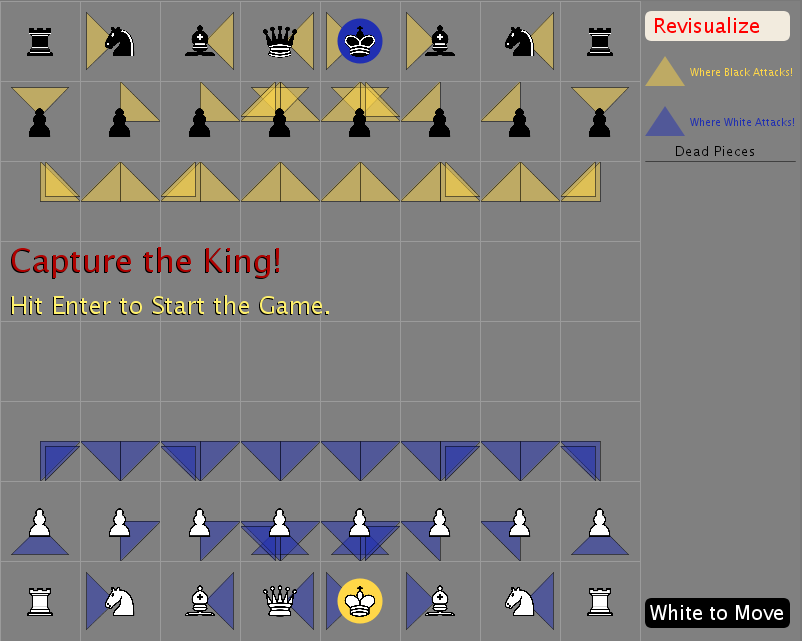 Revisualize
Where Black Attacks!
Where White Attacks!
Dead Pieces
Capture the King!
Hit Enter to Start the Game.
White to Move